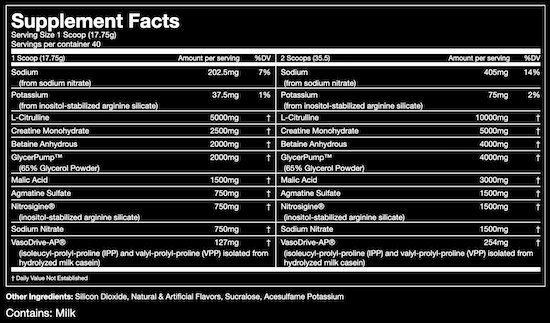 Supplement Facts
Serving Size 1 Scoop (17.75g)
Servings per container 40
1 Scoop (17.75g) Amount per serving %DV 2 Scoops (35.5) Amount per serving %DV
Sodium 202.5mg 7% Sodium 405mg 14%
(from sodium nitrate) (from sodium nitrate)
Potassium 37.5mg 1% Potassium 75mg 2%
(from inositol-stabilized arginine silicate) (from inositol-stabilized arginine silicate)
L-Citrulline 5000mg † L-Citrulline 10000mg †
Creatine Monohydrate 2500mg † Creatine Monohydrate 5000mg †
Betaine Anhydrous 2000mg † Betaine Anhydrous 4000mg †
GlycerPump™ 2000mg † GlycerPump™ 4000mg †
(65% Glycerol Powder) (65% Glycerol Powder)
Malic Acid 1500mg † Malic Acid 3000mg †
Agmatine Sulfate 750mg † Agmatine Sulfate 1500mg †
Nitrosigine® 750mg † Nitrosigine® 1500mg †
(inositol-stabilized arginine silicate) (inositol-stabilized arginine silicate)
Sodium Nitrate 750mg † Sodium Nitrate 1500mg †
VasoDrive-AP® 127mg † VasoDrive-AP® 254mg †
(isoleucyl-prolyl-proline (IPP) and valyl-prolyl-proline (VPP) isolated from (isoleucyl-prolyl-proline (IPP) and valyl-prolyl-proline (VPP) isolated from
hydrolyzed milk casein) hydrolyzed milk casein)
† Daily Value Not Established
Other Ingredients: Silicon Dioxide, Natural & Artificial Flavors, Sucralose, Acesulfame Potassium
Contains: Milk